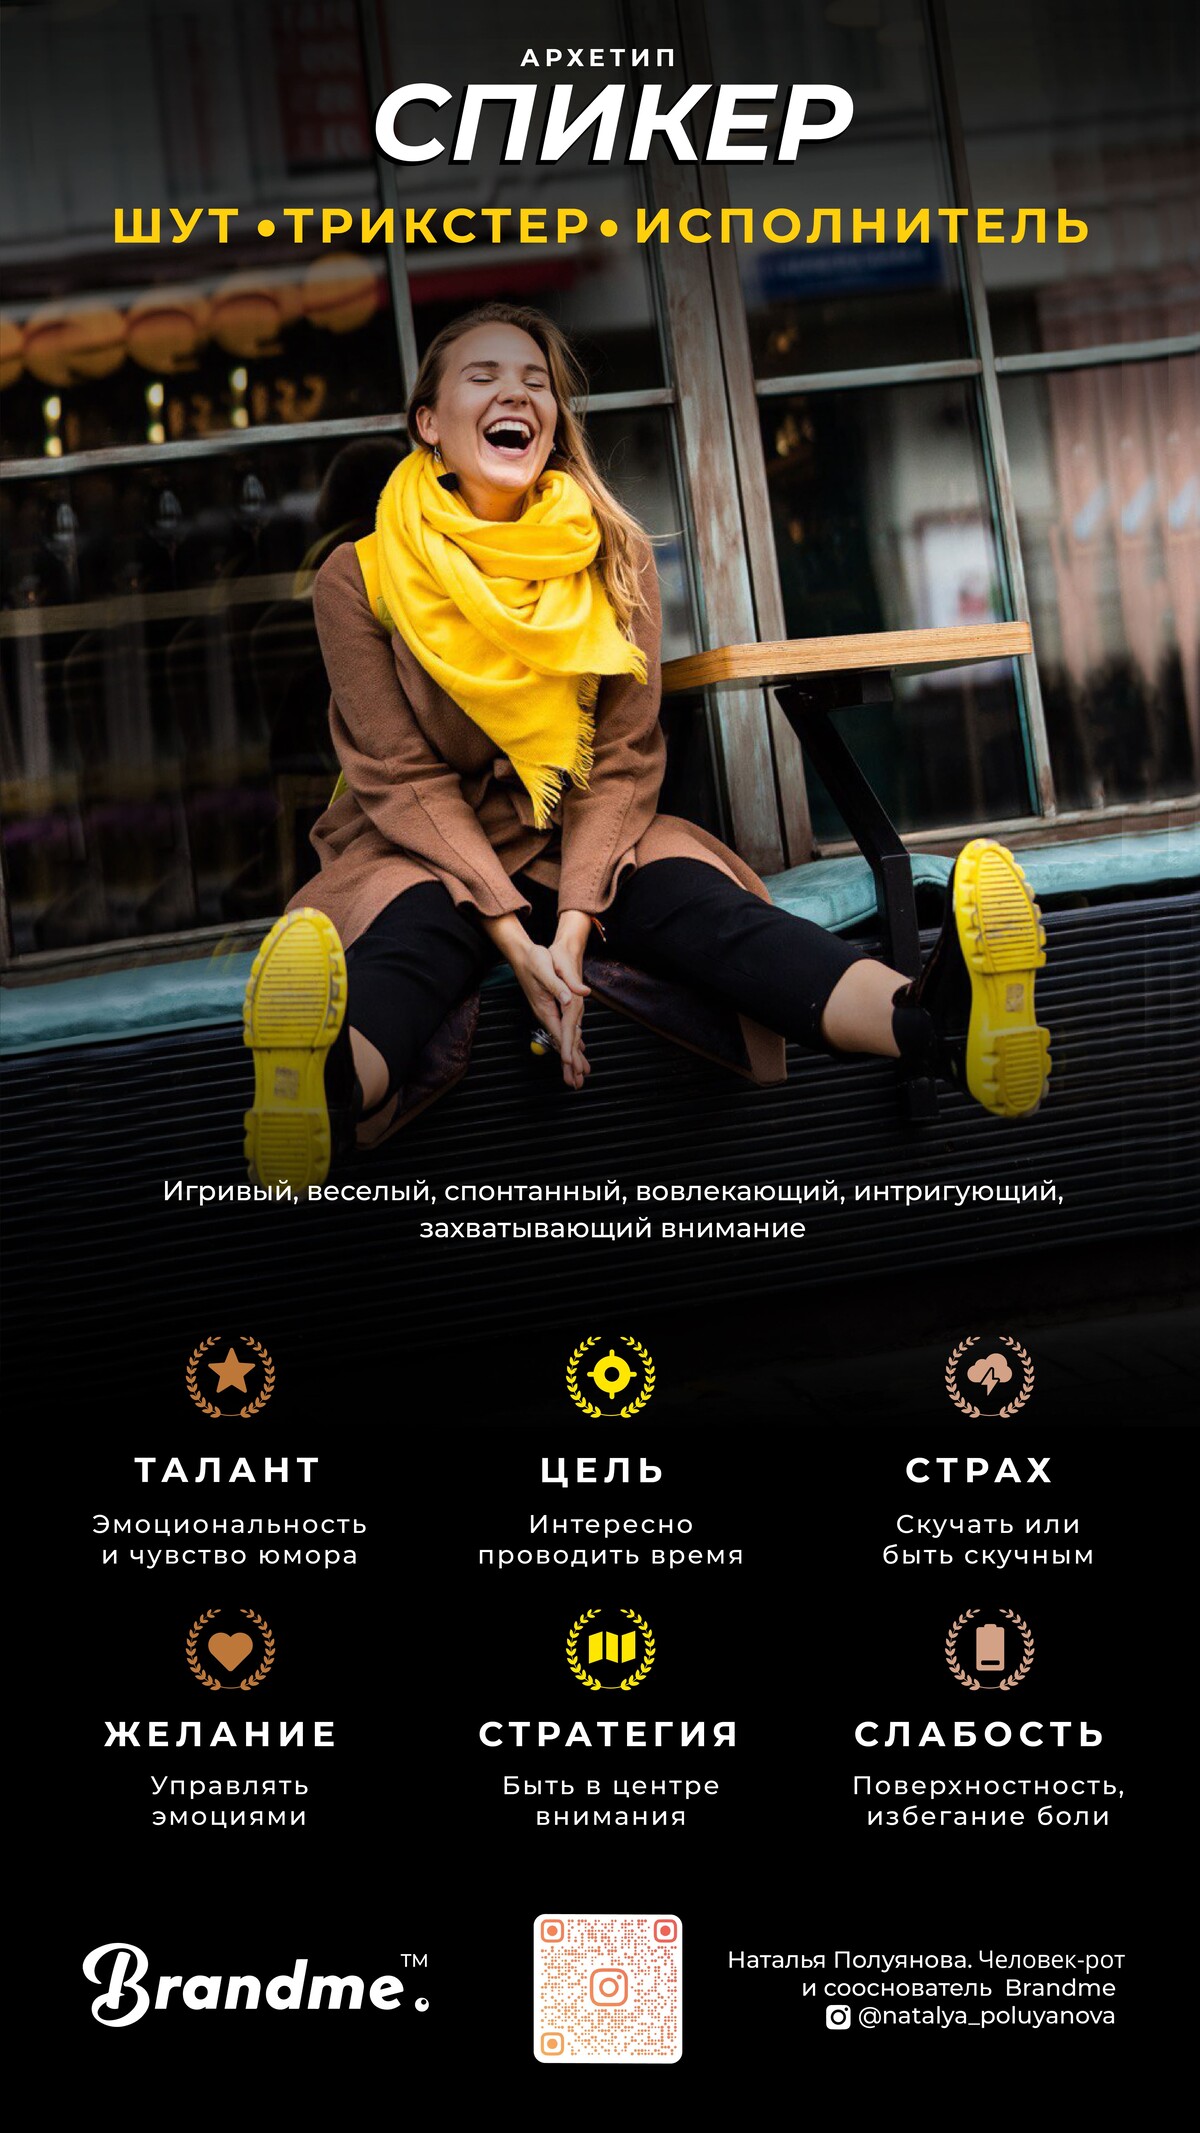 АРХЕТИП
СПИКЕР
ШУТ • ТРИКСТЕР • ИСПОЛНИТЕЛЬ
Игривый, веселый, спонтанный, вовлекающий, интригующий,
захватывающий внимание
ТАЛАНТ
Эмоциональность
и чувство юмора
ЦЕЛЬ
Интересно
проводить время
СТРАХ
Скучать или
быть скучным
ЖЕЛАНИЕ
Управлять
эмоциями
СТРАТЕГИЯ
Быть в центре
внимания
СЛАБОСТЬ
Поверхностность,
избегание боли
Brandme.™
Наталья Полуянова. Человек-рот
и сооснователь Brandme
@natalya_poluyanova